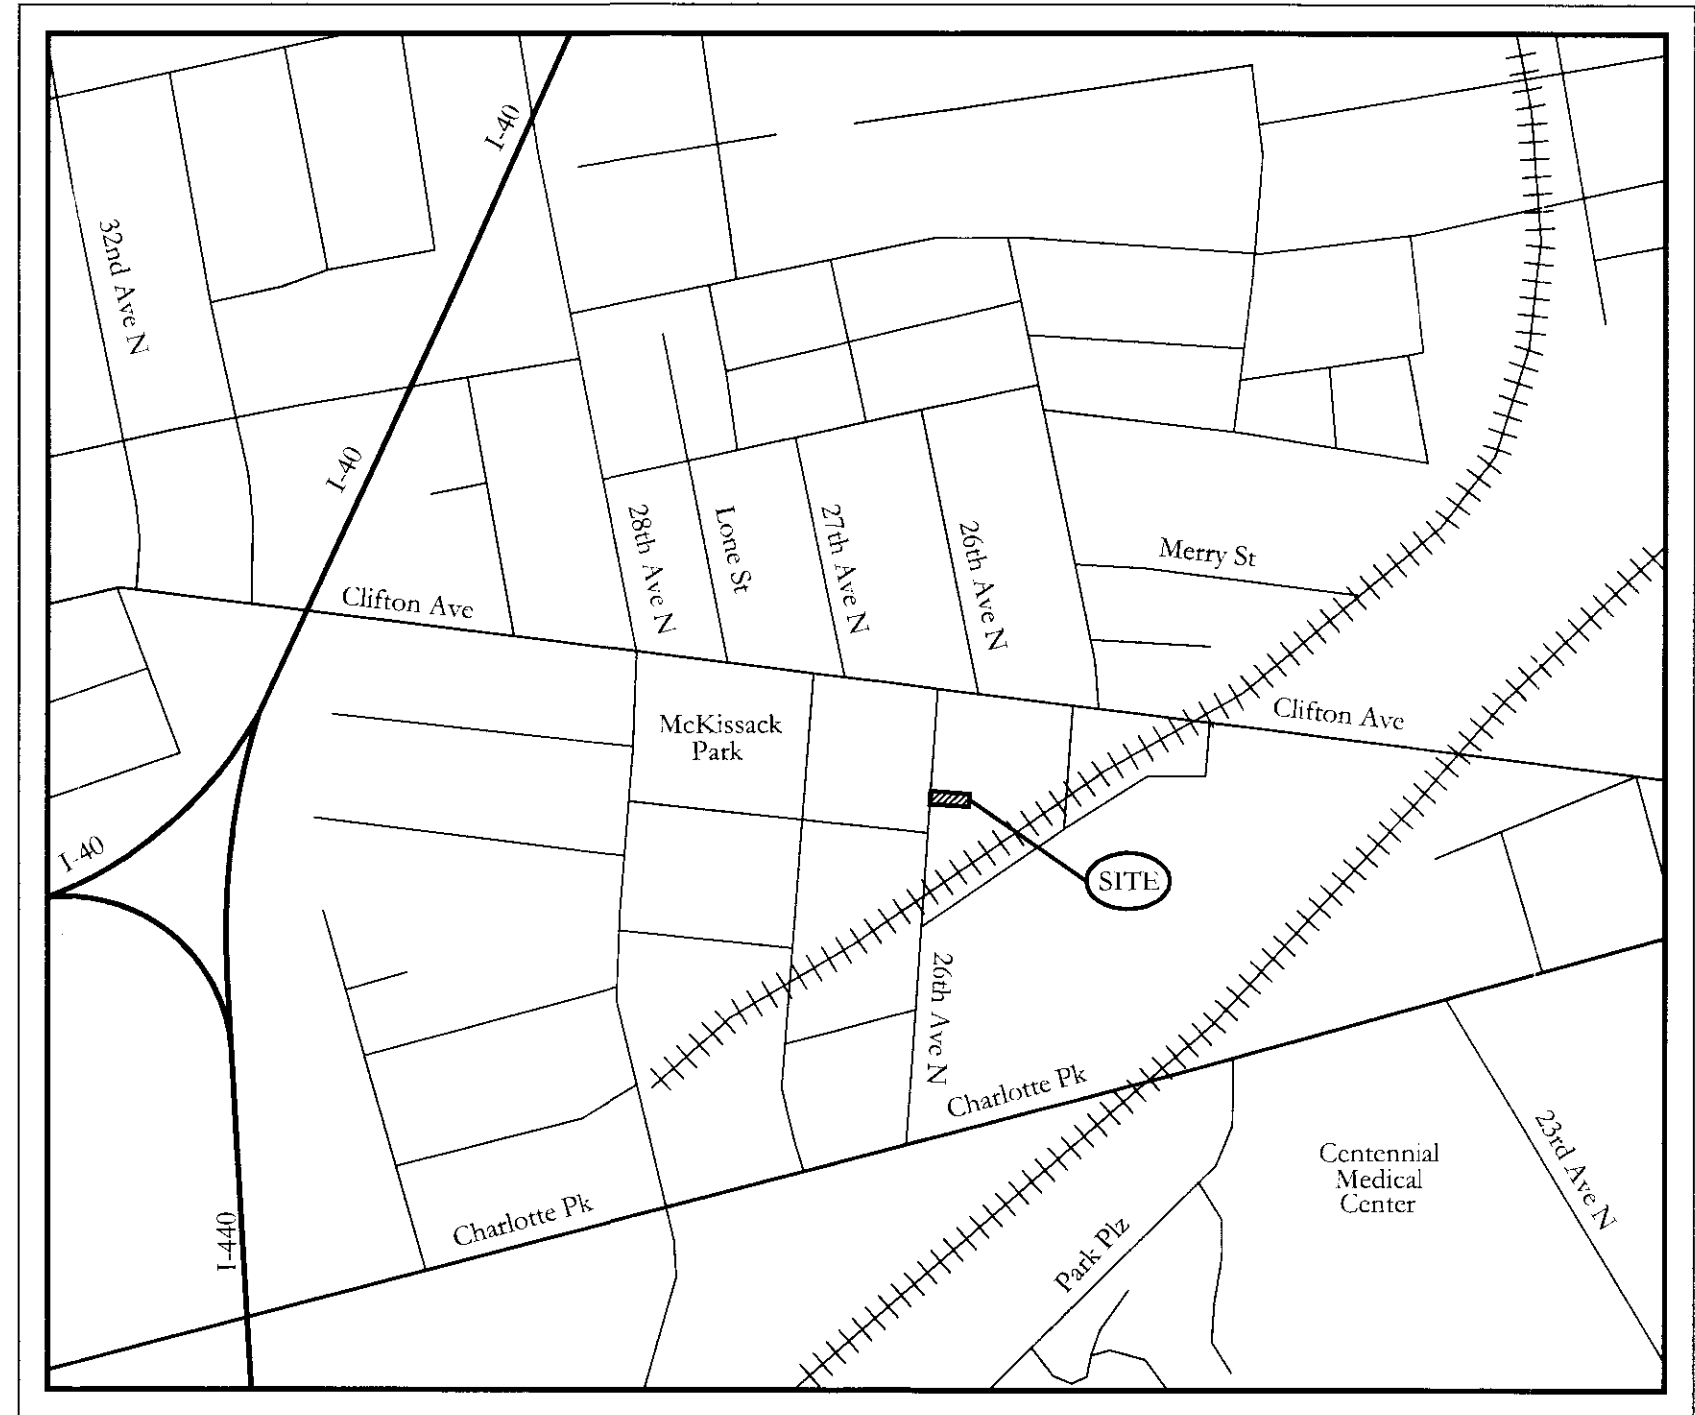 I-40
32nd Ave N
I-40
28th Ave N
Lone St
27th Ave N
26th Ave N
Merry St
Clifton Ave
Clifton Ave
McKissack
Park
I-40
SITE
26th Ave N
Charlotte Pk
Centennial
Medical
Center
23rd Ave N
Charlotte Pk
I-440
Park Plz